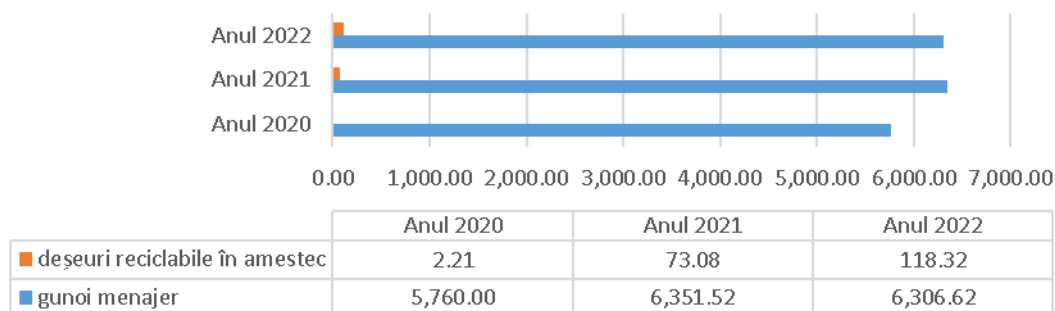 Anul 2022
Anul 2021
Anul 2020
0.00 1,000.00 2,000.00 3,000.00 4,000.00 5,000.00 6,000.00 7,000.00
Anul 2020 Anul 2021 Anul 2022
deșeuri reciclabile în amestec 2.21 73.08 118.32
gunoi menajer 5,760.00 6,351.52 6,306.62